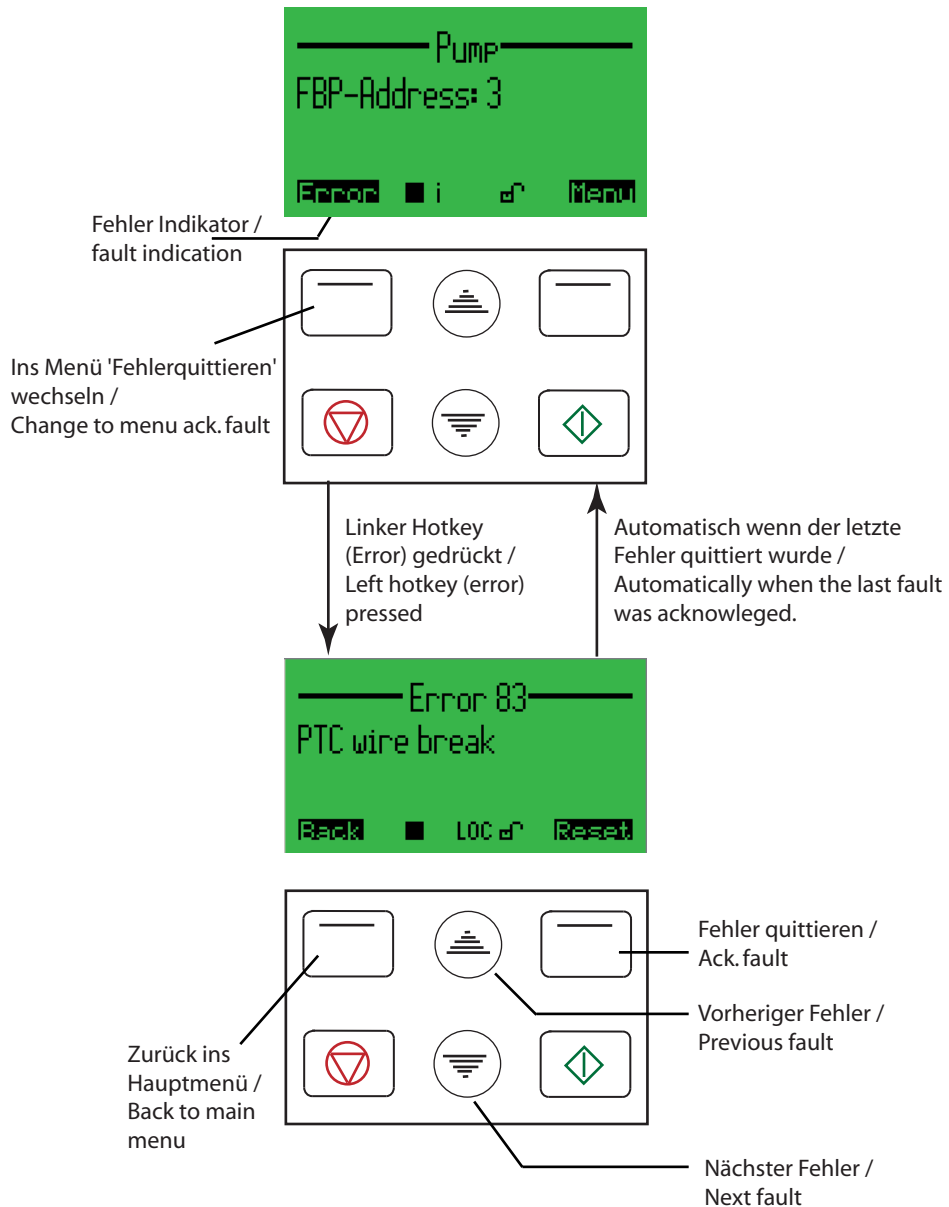 Pump
FBP-Address: 3
Error i Menu
Fehler Indikator /
fault indication
Ins Menü 'Fehlerquittieren'
wechseln /
Change to menu ack. fault
Linker Hotkey
(Error) gedrückt /
Left hotkey (error)
pressed
Automatisch wenn der letzte
Fehler quittiert wurde /
Automatically when the last fault
was acknowleged.
Error 83
PTC wire break
Back LOC Reset
Fehler quittieren /
Ack. fault
Vorheriger Fehler /
Previous fault
Zurück ins
Hauptmenü /
Back to main
menu
Nächster Fehler /
Next fault